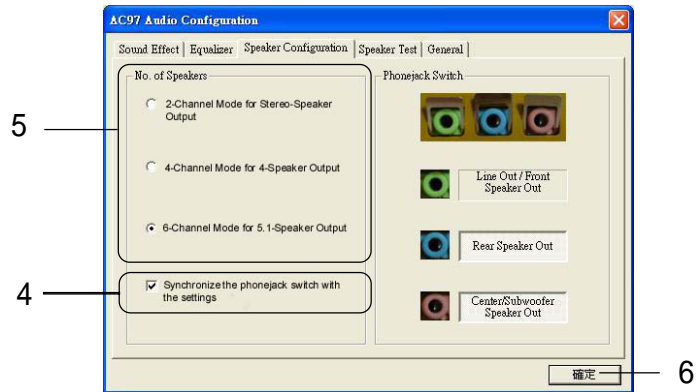 AC97 Audio Configuration
Sound Effect
Equalizer
Speaker Configuration
Speaker Test
General
No. of Speakers
2-Channel Mode for Stereo-Speaker
Output
4-Channel Mode for 4-Speaker Output
6-Channel Mode for 5.1-Speaker Output
5
Synchronize the phonejack switch with
the settings
4
Phonejack Switch
Line Out / Front
Speaker Out
Rear Speaker Out
Center/Subwoofer
Speaker Out
確定
6